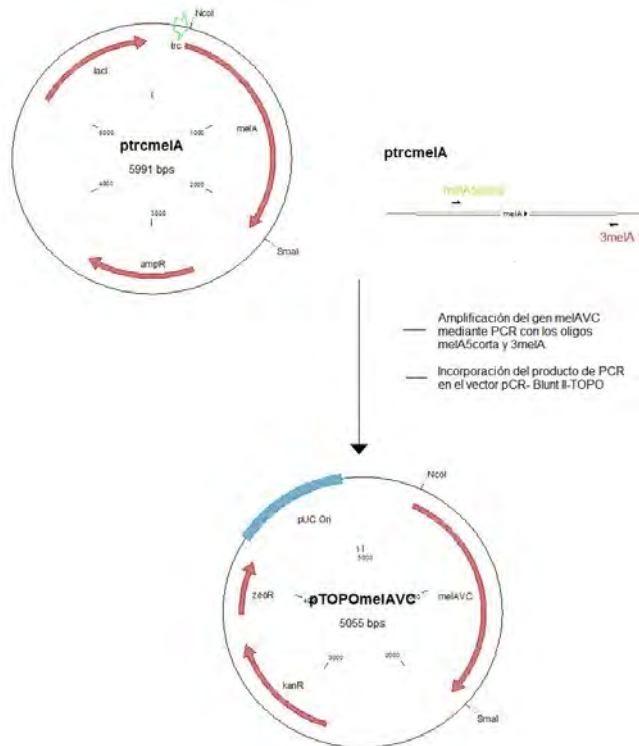 NcoI
trc
lacI
melA
5000
1000
ptrcmelA
5991 bps
4000
2000
3000
SmaI
ampR
ptrcmelA
melA5corta
melA
3melA
Amplificación del gen melAVC
mediante PCR con los oligos
melA5corta y 3melA
Incorporación del producto de PCR
en el vector pCR- Blunt II-TOPO
NcoI
pUC Ori
5000
zeoR
pTOPOmelAVC
melAVC
5055 bps
3000
2000
kanR
SmaI